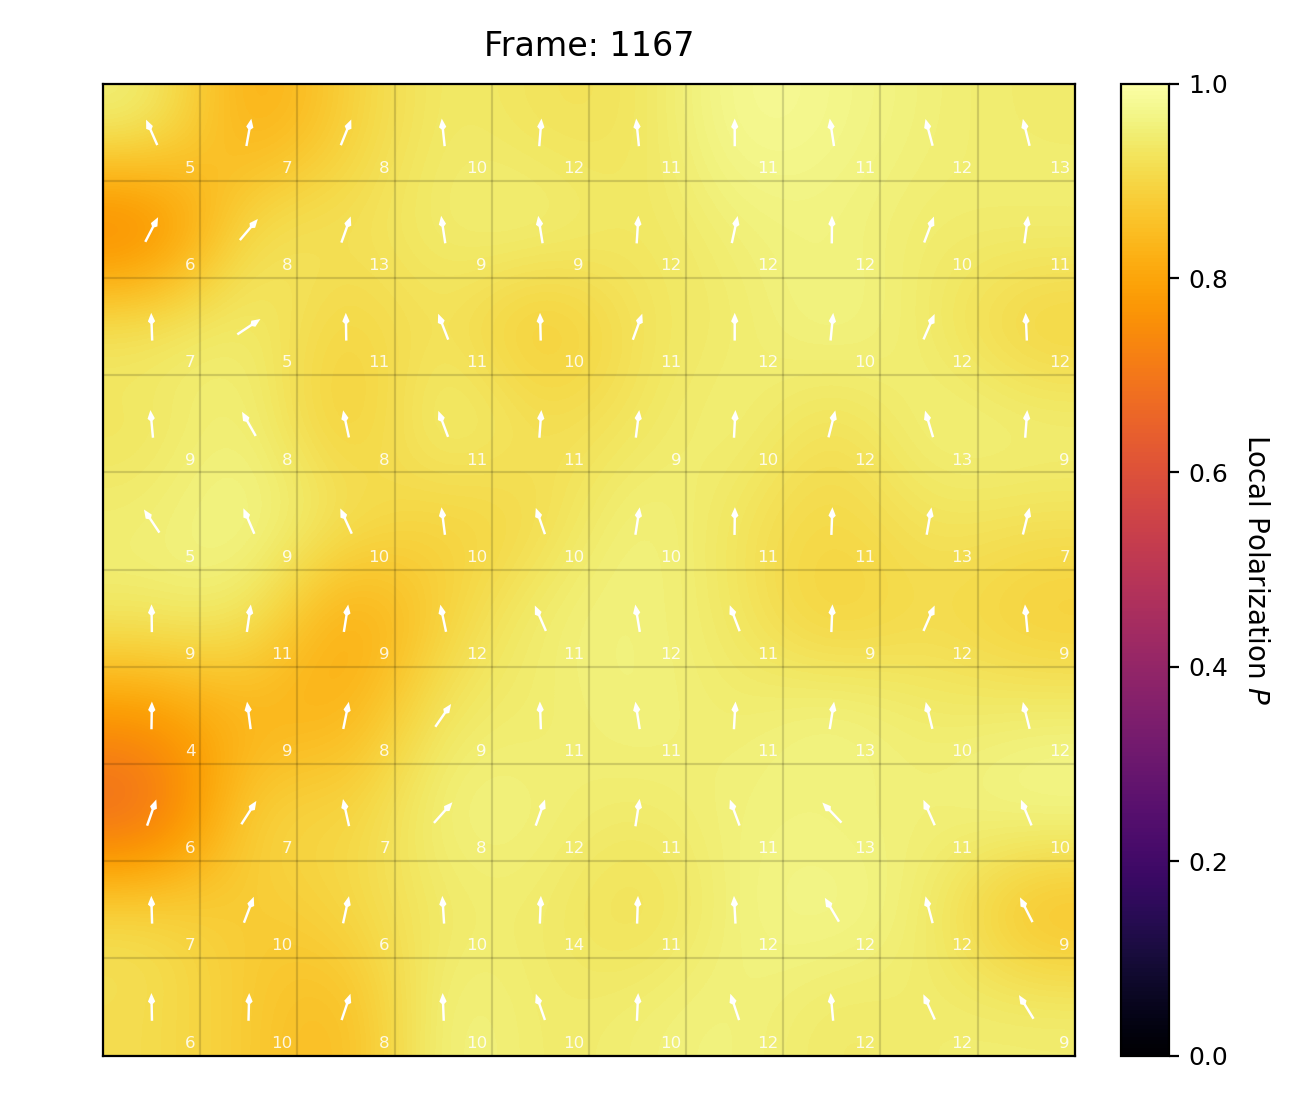 Frame: 1167
5 7 8 10 12 11 11 11 12 13
6 8 13 9 9 12 12 12 10 11
7 5 11 11 10 11 12 10 12 12
9 8 8 11 11 9 10 12 13 9
5 9 10 10 10 10 11 11 13 7
9 11 9 12 11 12 11 9 12 9
4 9 8 9 11 11 11 13 10 12
6 7 7 8 12 11 11 13 11 10
7 10 6 10 14 11 12 12 12 9
6 10 8 10 10 10 12 12 12 9
1.0
0.8
0.6
0.4
0.2
0.0
Local Polarization P